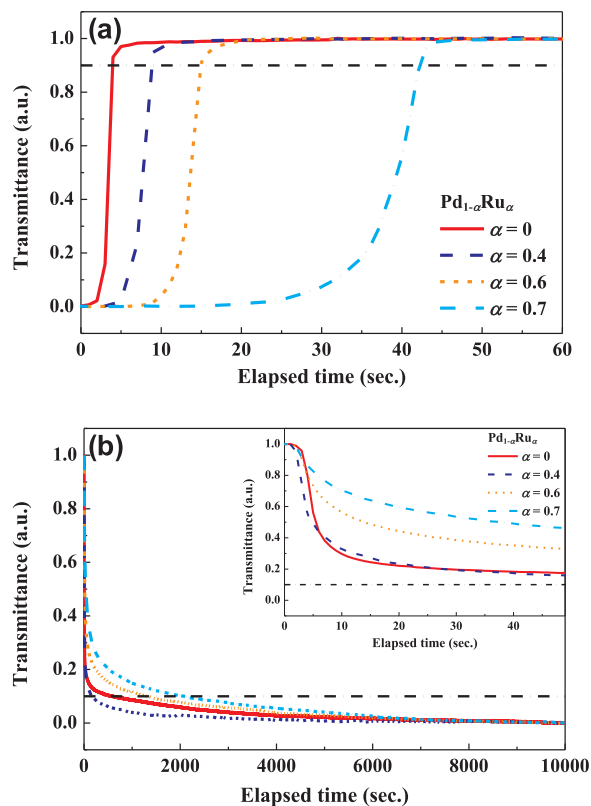 (a)
Transmittance (a.u.)
1.0
0.8
0.6
0.4
0.2
0.0
Pd1-αRuα
α = 0
α = 0.4
α = 0.6
α = 0.7
0 10 20 30 40 50 60
Elapsed time (sec.)
(b)
Transmittance (a.u.)
1.0
0.8
0.6
0.4
0.2
0.0
Transmittance (a.u.)
1.0
0.8
0.6
0.4
0.2
0.0
Pd1-αRuα
α = 0
α = 0.4
α = 0.6
α = 0.7
0 10 20 30 40
Elapsed time (sec.)
0 2000 4000 6000 8000 10000
Elapsed time (sec.)